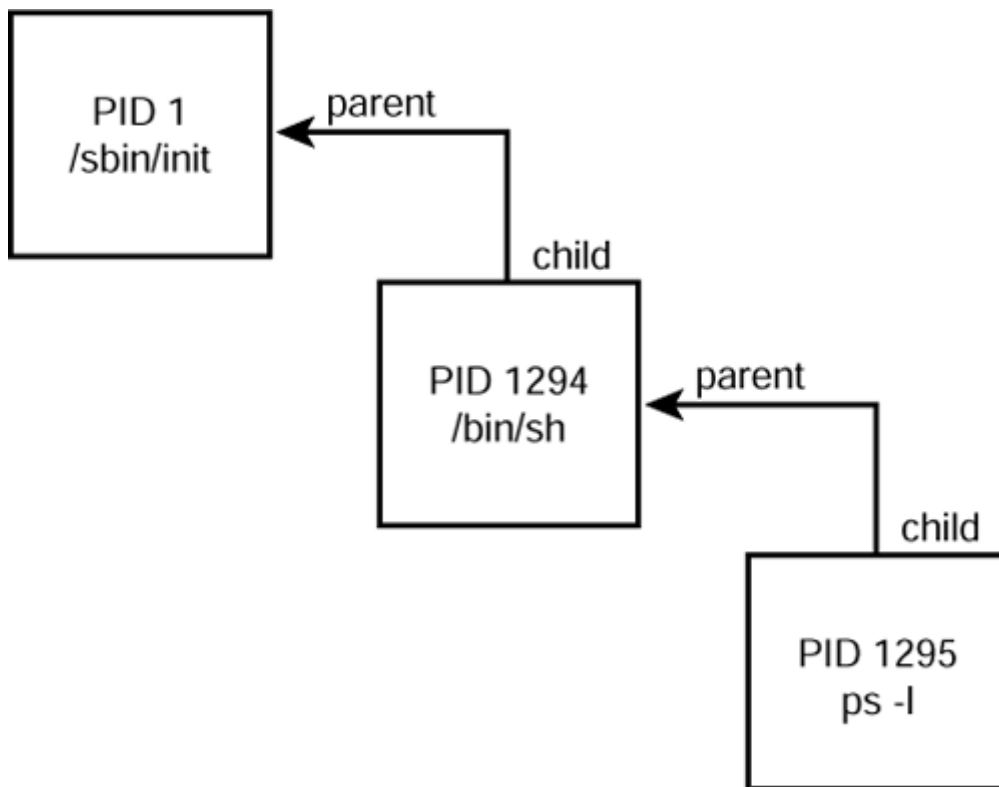 PID 1
/sbin/init
parent
child
PID 1294
/bin/sh
parent
child
PID 1295
ps -l